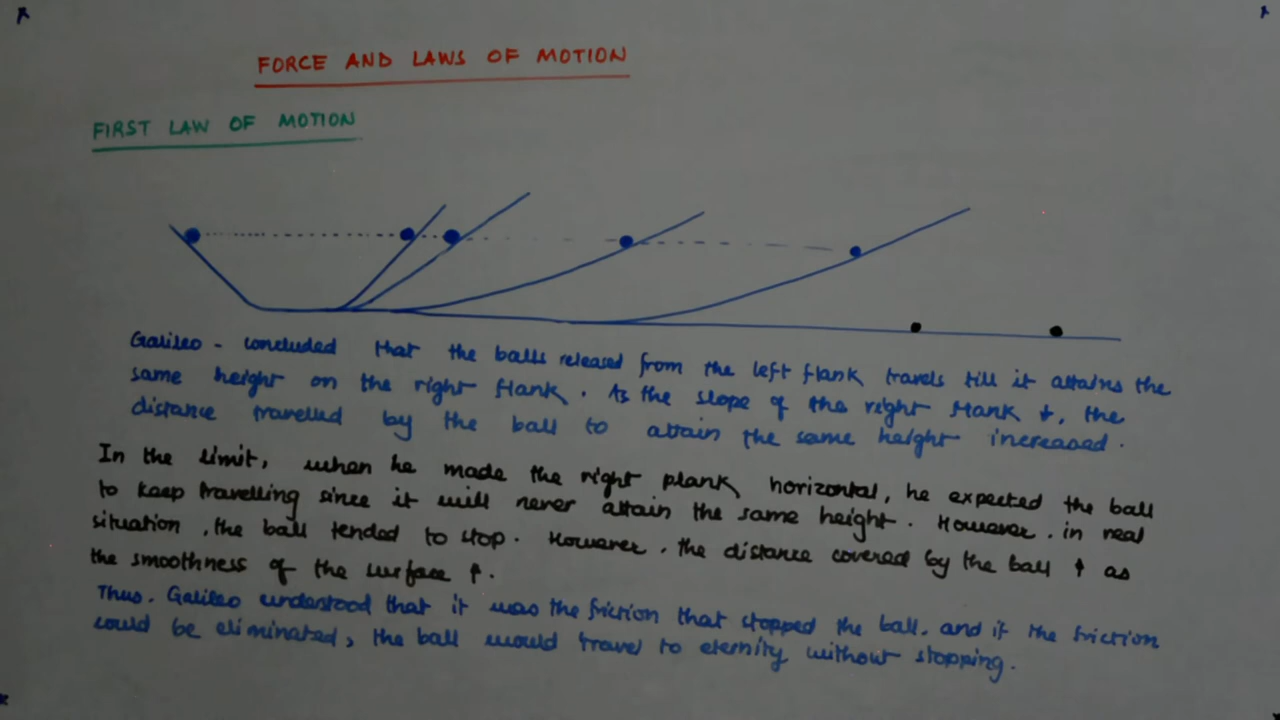 FORCE AND LAWS OF MOTION
FIRST LAW OF MOTION
Galileo - concluded that the balls released from the left flank travels till it attains the
same height on the right flank. As the slope of the right flank ↓, the
distance travelled by the ball to attain the same height increased.
In the limit, when he made the right plank horizontal, he expected the ball
to keep travelling since it will never attain the same height. However, in real
situation, the ball tended to stop. However, the distance covered by the ball ↑ as
the smoothness of the surface ↑.
Thus, Galileo understood that it was the friction that stopped the ball, and if the friction
could be eliminated, the ball would travel to eternity without stopping.